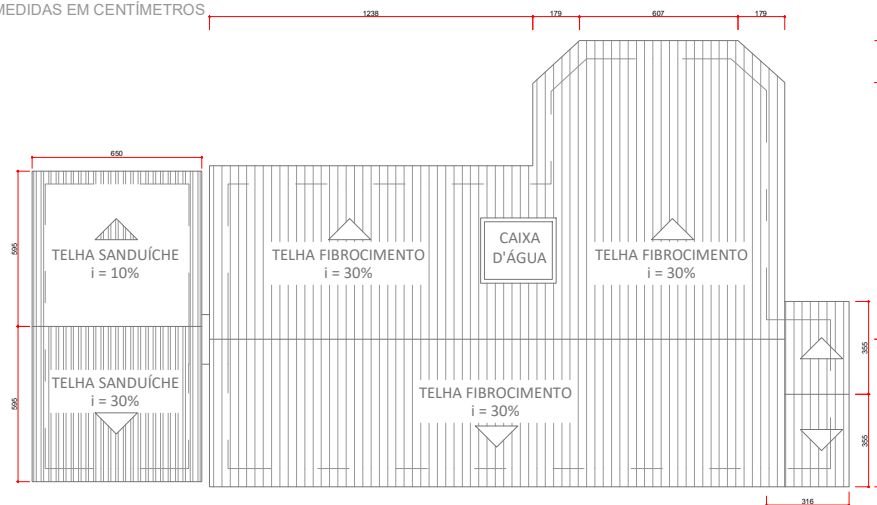 MEDIDAS EM CENTÍMETROS
1238
179
607
179
650
595
TELHA SANDUÍCHE
i = 10%
TELHA FIBROCIMENTO
i = 30%
CAIXA
D'ÁGUA
TELHA FIBROCIMENTO
i = 30%
595
TELHA SANDUÍCHE
i = 30%
TELHA FIBROCIMENTO
i = 30%
355
355
316